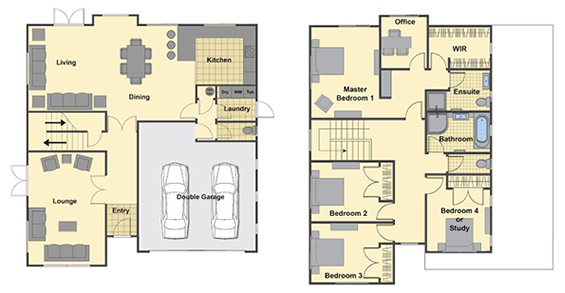 Living
Kitchen
Dining
Dry WM Tub
Laundry
Lounge
Double Garage
Entry
Office
WIR
Master
Bedroom 1
Ensuite
Bathroom
Bedroom 2
Bedroom 4
or
Study
Bedroom 3